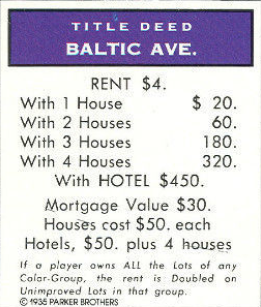 TITLE DEED
BALTIC AVE.
RENT $4.
With 1 House $ 20.
With 2 Houses 60.
With 3 Houses 180.
With 4 Houses 320.
With HOTEL $450.
Mortgage Value $30.
Houses cost $50. each
Hotels, $50. plus 4 houses
If a player owns ALL the Lots of any
Color-Group, the rent is Doubled on
Unimproved Lots in that group.
© 1935 PARKER BROTHERS